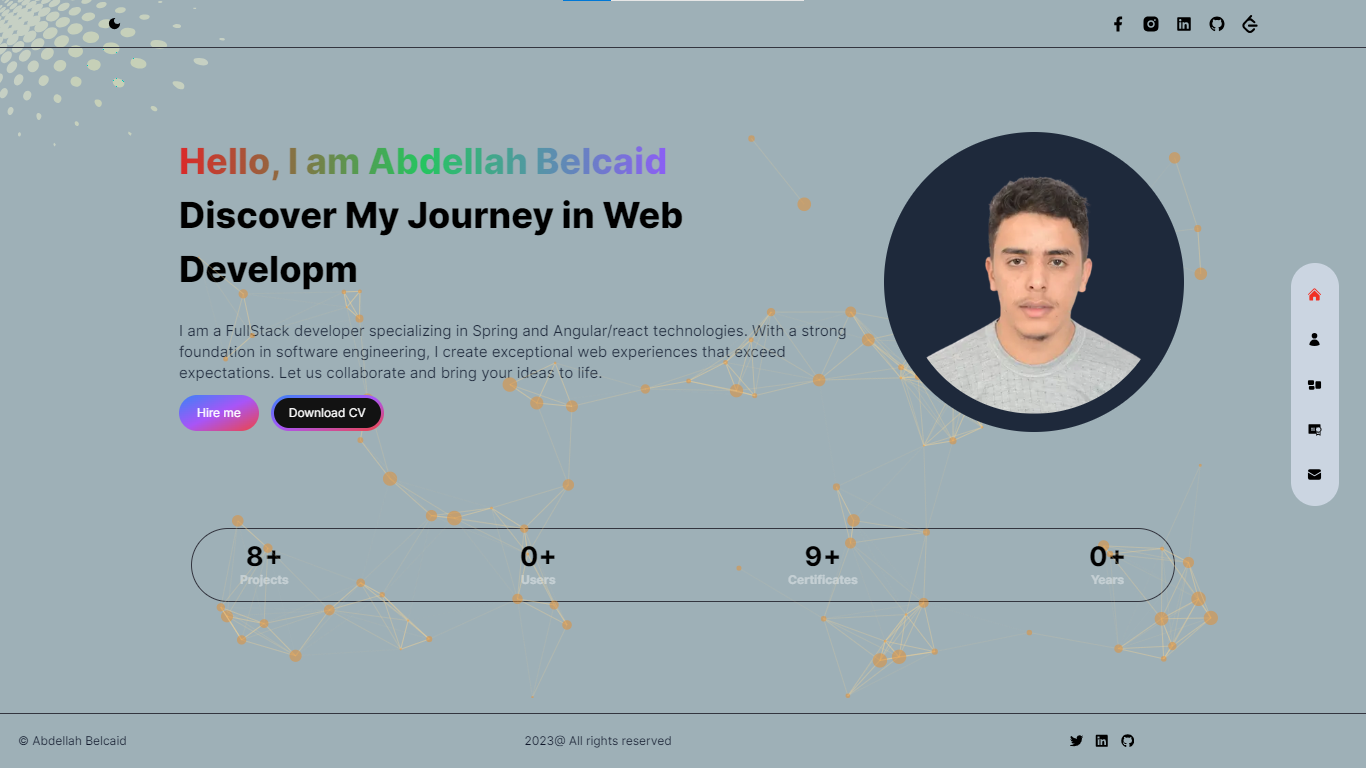 Hello, I am Abdellah Belcaid
Discover My Journey in Web
Developm
I am a FullStack developer specializing in Spring and Angular/react technologies. With a strong
foundation in software engineering, I create exceptional web experiences that exceed
expectations. Let us collaborate and bring your ideas to life.
Hire me
Download CV
8+
Projects
0+
Users
9+
Certificates
0+
Years
© Abdellah Belcaid
2023@ All rights reserved